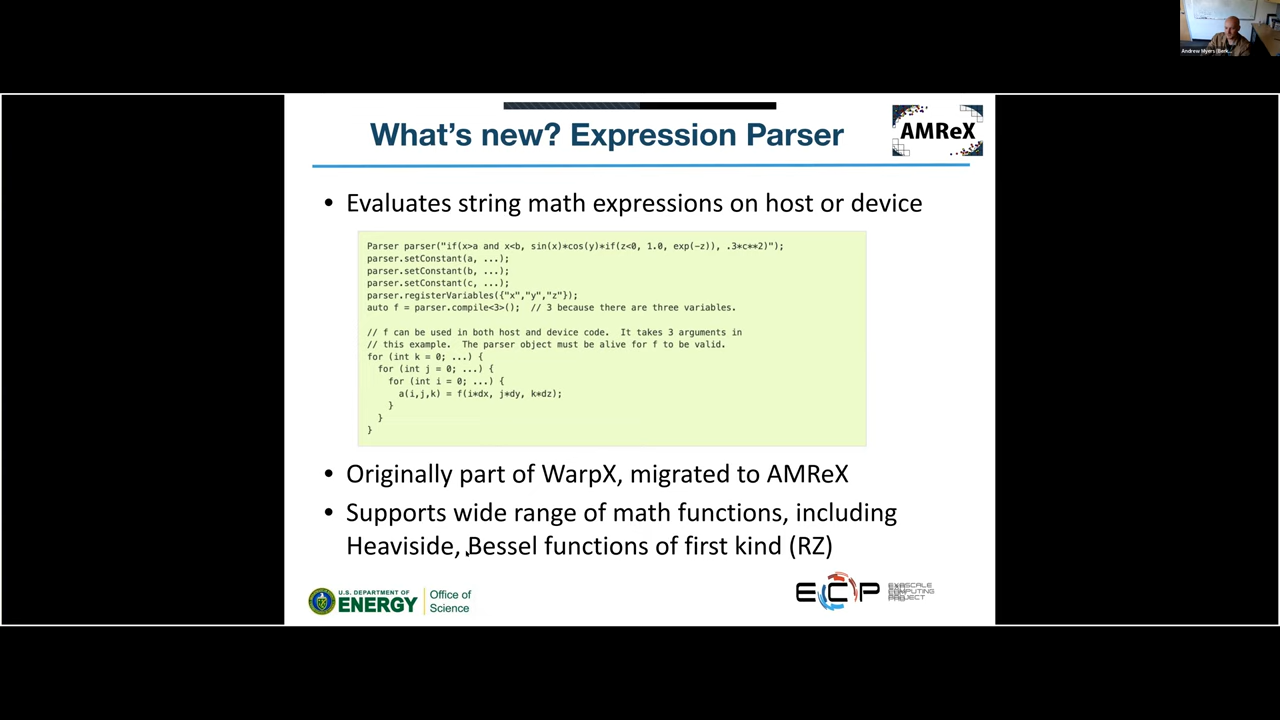 Andrew Myers (Berk...
What's new? Expression Parser
AMReX
• Evaluates string math expressions on host or device
Parser parser("if(x>a and x<b, sin(x)*cos(y)*if(z<0, 1.0, exp(-z)), .3*c**2)");
parser.setConstant(a, ...);
parser.setConstant(b, ...);
parser.setConstant(c, ...);
parser.registerVariables({"x","y","z"});
auto f = parser.compile<3>();  // 3 because there are three variables.
// f can be used in both host and device code.  It takes 3 arguments in
// this example.  The parser object must be alive for f to be valid.
for (int k = 0; ...) {
  for (int j = 0; ...) {
    for (int i = 0; ...) {
      a(i,j,k) = f(i*dx, j*dy, k*dz);
    }
  }
}
• Originally part of WarpX, migrated to AMReX
• Supports wide range of math functions, including
Heaviside, Bessel functions of first kind (RZ)
U.S. DEPARTMENT OF
ENERGY
Office of
Science
ECP
EXASCALE
COMPUTING
PROJECT